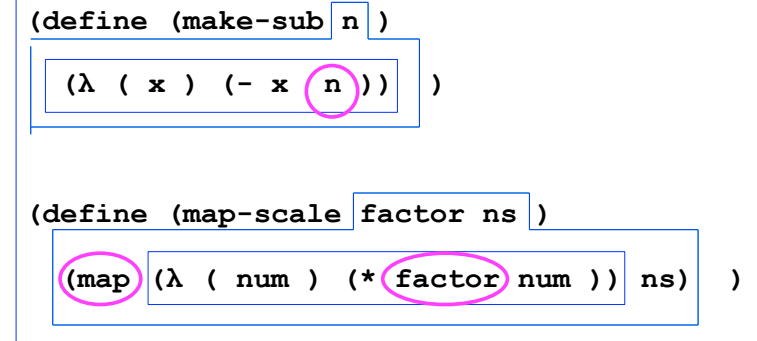 (define (make-sub n )
(λ ( x ) (- x n )) )
(define (map-scale factor ns )
(map (λ ( num ) (* factor num )) ns) )